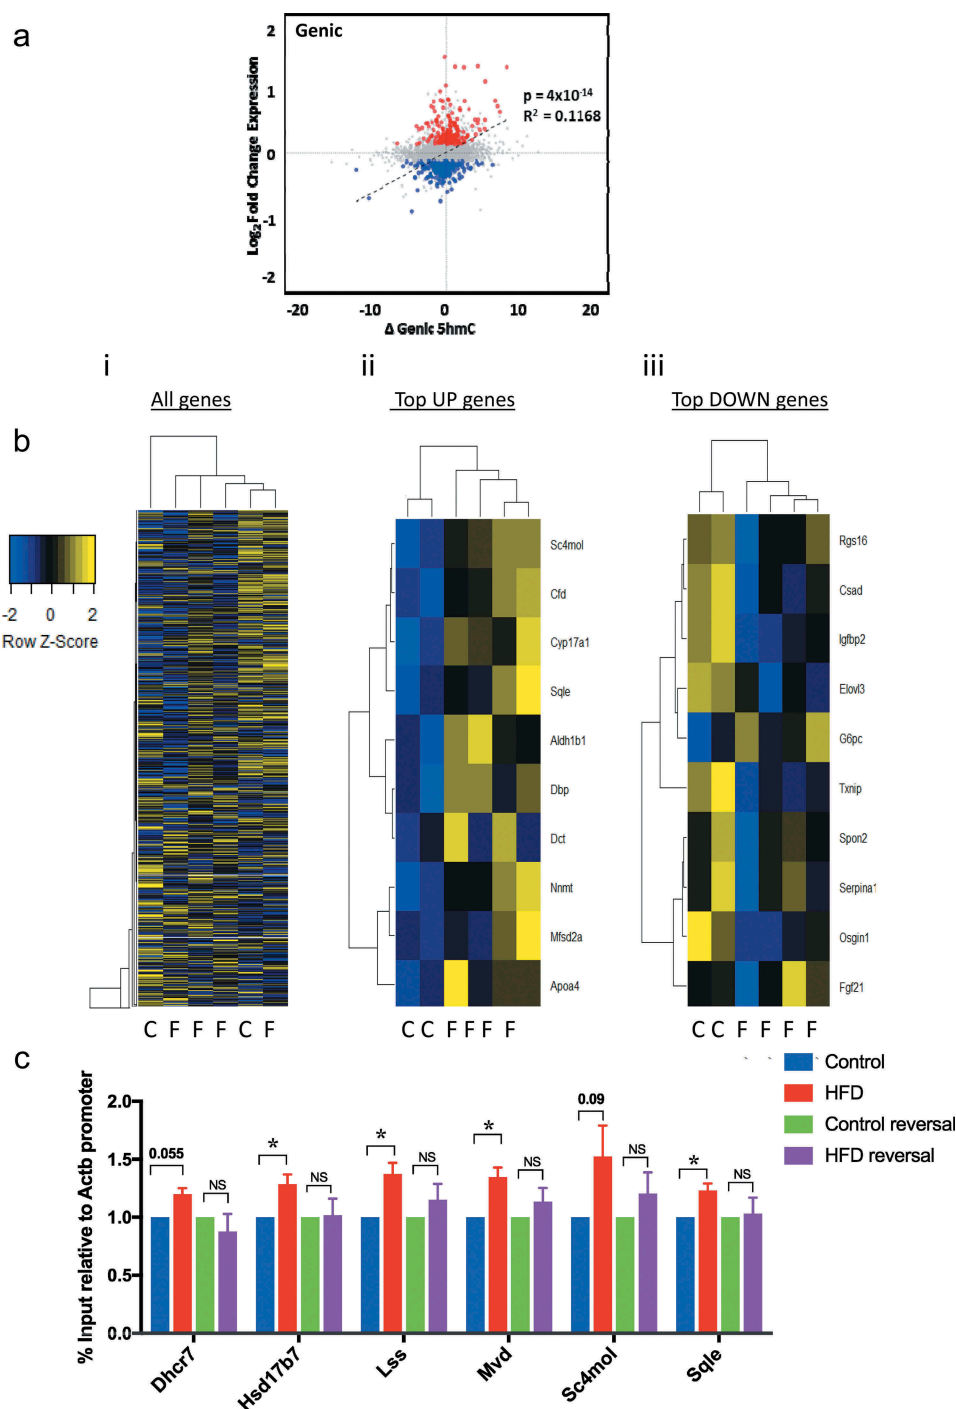 a
Genic
2
1
0
-1
-2
Log2Fold Change Expression
p = 4x10-14
R2 = 0.1168
-20 -10 0 10 20
Δ Genic 5hmC
i ii iii
All genes Top UP genes Top DOWN genes
b
-2 0 2
Row Z-Score
Sc4mol
Cfd
Cyp17a1
Sqle
Aldh1b1
Dbp
Dct
Nnmt
Mfsd2a
Apoa4
Rgs16
Csad
Igfbp2
Elovl3
G6pc
Txnip
Spon2
Serpina1
Osgin1
Fgf21
C F F F C F
C C F F F F
C C F F F F
c
% Input relative to Actb promoter
2.0
1.5
1.0
0.5
0.0
0.055 NS * NS * NS * NS 0.09 NS * NS
Dhcr7 Hsd17b7 Lss Mvd Sc4mol Sqle
Control
HFD
Control reversal
HFD reversal